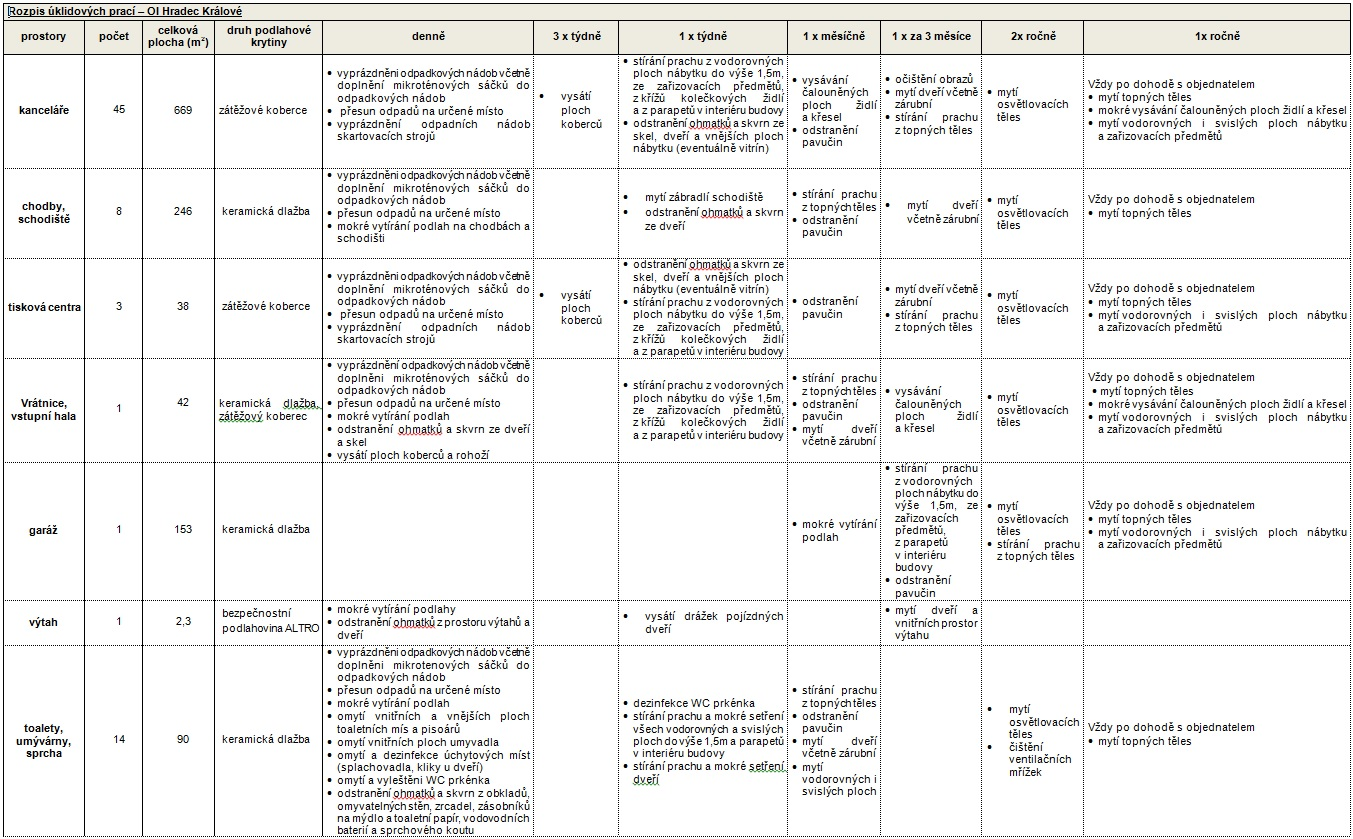 Rozpis úklidových prací – OI Hradec Králové
prostory
počet
celková
plocha (m²)
druh podlahové
krytiny
denně
3 x týdně
1 x týdně
1 x měsíčně
1 x za 3 měsíce
2x ročně
1x ročně
kanceláře
45
669
zátěžové koberce
• vyprázdnění odpadkových nádob včetně
doplnění mikroténových sáčků do
odpadkových nádob
• přesun odpadů na určené místo
• vyprázdnění odpadních nádob
skartovacích strojů
• vysátí
ploch
koberců
• stírání prachu z vodorovných
ploch nábytku do výše 1,5m,
ze zařizovacích předmětů,
z křížů kolečkových židlí
a z parapetů v interiéru budovy
• odstranění ohmatků a skvrn ze
skel, dveří a vnějších ploch
nábytku (eventuálně vitrín)
• vysávání
čalouněných
ploch židlí
a křesel
• odstranění
pavučin
• očištění obrazů
• mytí dveří včetně
zárubní
• stírání prachu
z topných těles
• mytí
osvětlovacích
těles
Vždy po dohodě s objednatelem
• mytí topných těles
• mokré vysávání čalouněných ploch židlí a křesel
• mytí vodorovných i svislých ploch nábytku
a zařizovacích předmětů
chodby,
schodiště
8
246
keramická dlažba
• vyprázdnění odpadkových nádob včetně
doplnění mikroténových sáčků do
odpadkových nádob
• přesun odpadů na určené místo
• mokré vytírání podlah na chodbách a
schodišti
• mytí zábradlí schodiště
• odstranění ohmatků a skvrn
ze dveří
• stírání prachu
z topných těles
• odstranění
pavučin
• mytí dveří
včetně zárubní
• mytí
osvětlovacích
těles
Vždy po dohodě s objednatelem
• mytí topných těles
tisková centra
3
38
zátěžové koberce
• vyprázdnění odpadkových nádob včetně
doplnění mikroténových sáčků do
odpadkových nádob
• přesun odpadů na určené místo
• vyprázdnění odpadních nádob
skartovacích strojů
• vysátí
ploch
koberců
• odstranění ohmatků a skvrn ze
skel, dveří a vnějších ploch
nábytku (eventuálně vitrín)
• stírání prachu z vodorovných
ploch nábytku do výše 1,5m,
ze zařizovacích předmětů,
z křížů kolečkových židlí
a z parapetů v interiéru budovy
• odstranění
pavučin
• mytí dveří včetně
zárubní
• stírání prachu
z topných těles
• mytí
osvětlovacích
těles
Vždy po dohodě s objednatelem
• mytí topných těles
• mytí vodorovných i svislých ploch nábytku
a zařizovacích předmětů
Vrátnice,
vstupní hala
1
42
keramická dlažba,
zátěžový koberec
• vyprázdnění odpadkových nádob včetně
doplněni mikroténových sáčků do
odpadkových nádob
• přesun odpadů na určené místo
• mokré vytírání podlah
• odstranění ohmatků a skvrn ze dveří
a skel
• vysátí ploch koberců a rohoží
• stírání prachu z vodorovných
ploch nábytku do výše 1,5m,
ze zařizovacích předmětů,
z křížů kolečkových židlí
a z parapetů v interiéru budovy
• stírání prachu
z topných těles
• odstranění
pavučin
• mytí dveří
včetně zárubní
• vysávání
čalouněných
ploch židlí
a křesel
• mytí
osvětlovacích
těles
Vždy po dohodě s objednatelem
• mytí topných těles
• mokré vysávání čalouněných ploch židlí a křesel
• mytí vodorovných i svislých ploch nábytku
a zařizovacích předmětů
garáž
1
153
keramická dlažba
• mokré vytírání
podlah
• stírání prachu
z vodorovných
ploch nábytku do
výše 1,5m, ze
zařizovacích
předmětů,
z parapetů
v interiéru
budovy
• odstranění
pavučin
• mytí
osvětlovacích
těles
• stírání prachu
z topných těles
Vždy po dohodě s objednatelem
• mytí topných těles
• mytí vodorovných i svislých ploch nábytku
a zařizovacích předmětů
výtah
1
2,3
bezpečnostní
podlahovina ALTRO
• mokré vytírání podlahy
• odstranění ohmatků z prostoru výtahů a
dveří
• vysátí drážek pojízdných
dveří
• mytí dveří a
vnitřních prostor
výtahu
toalety,
umývárny,
sprcha
14
90
keramická dlažba
• vyprázdněni odpadkových nádob včetně
doplněni mikrotenových sáčků do
odpadkových nádob
• přesun odpadů na určené místo
• mokré vytírání podlah
• omytí vnitřních a vnějších ploch
toaletních mís a pisoárů
• omytí vnitřních ploch umyvadla
• omytí a dezinfekce úchytových míst
(splachovadla, kliky u dveří)
• omytí a vyleštěni WC prkénka
• odstranění ohmatků a skvrn z obkladů,
omyvatelných stěn, zrcadel, zásobníků
na mýdlo a toaletní papír, vodovodních
baterií a sprchového koutu
• dezinfekce WC prkénka
• stírání prachu a mokré setření
všech vodorovných a svislých
ploch do výše 1,5m a parapetů
v interiéru budovy
• stírání prachu a mokré setření
dveří
• stírání prachu
z topných těles
• odstranění
pavučin
• mytí dveří
včetně zárubní
• mytí
vodorovných i
svislých ploch
• mytí
osvětlovacích
těles
• čištění
ventilačních
mřížek
Vždy po dohodě s objednatelem
• mytí topných těles